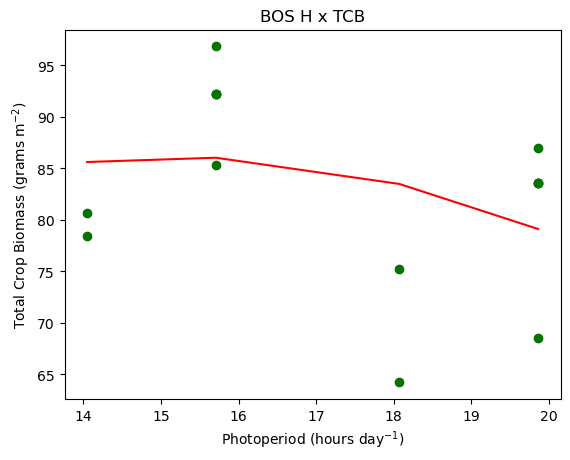 BOS H x TCB
Total Crop Biomass (grams m⁻²)
95
90
85
80
75
70
65
14 15 16 17 18 19 20
Photoperiod (hours day⁻¹)